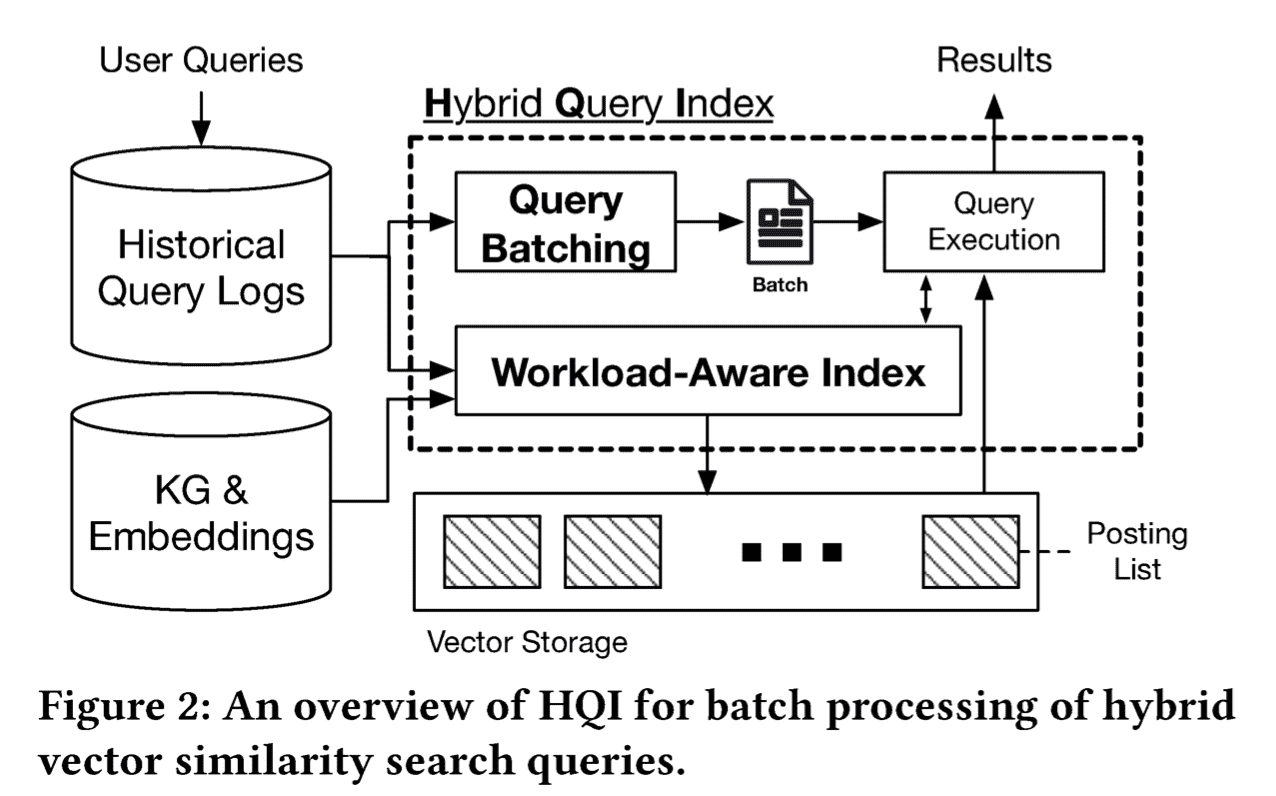 User Queries
Results
Hybrid Query Index
Historical
Query Logs
Query
Batching
Batch
Query
Execution
Workload-Aware Index
KG &
Embeddings
Posting
List
Vector Storage
Figure 2: An overview of HQI for batch processing of hybrid
vector similarity search queries.